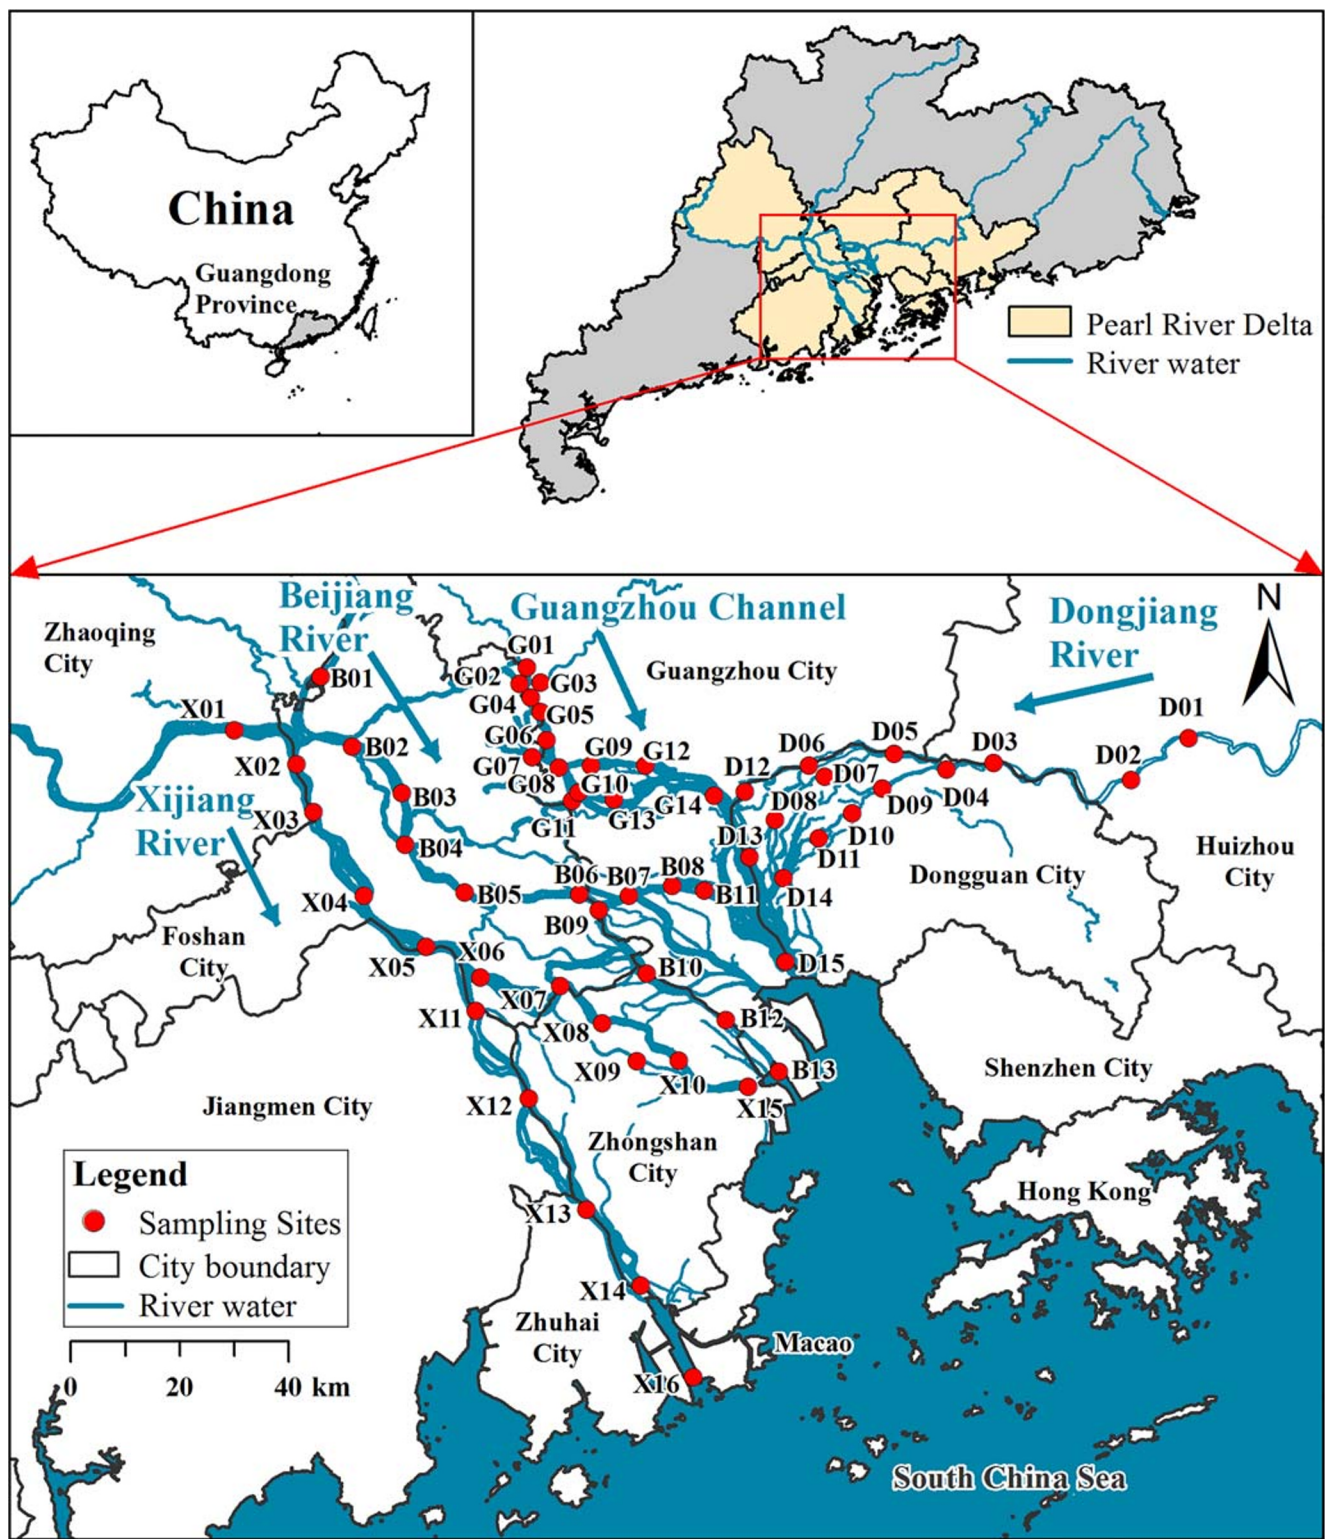 China
Guangdong
Province
Pearl River Delta
River water
Beijiang
River
Guangzhou Channel
Dongjiang
River
N
Zhaoqing
City
G01
Guangzhou City
B01
G02
G03
G04
X01
G05
D01
G06
D05
B02
G09
G12
D06
D03
D02
X02
G07
D12
D07
G08
G10
Xijiang
River
B03
G14
D08
D09
D04
X03
G11
G13
D10
B04
D13
D11
Huizhou
City
B06
B07
B08
Dongguan City
X04
B05
B11
D14
Foshan
City
B09
X05
X06
B10
D15
X07
X11
X08
B12
X09
X10
B13
Shenzhen City
Jiangmen City
X12
X15
Zhongshan
City
Legend
Sampling Sites
City boundary
River water
Hong Kong
X13
X14
Zhuhai
City
Macao
0 20 40 km
X16
South China Sea